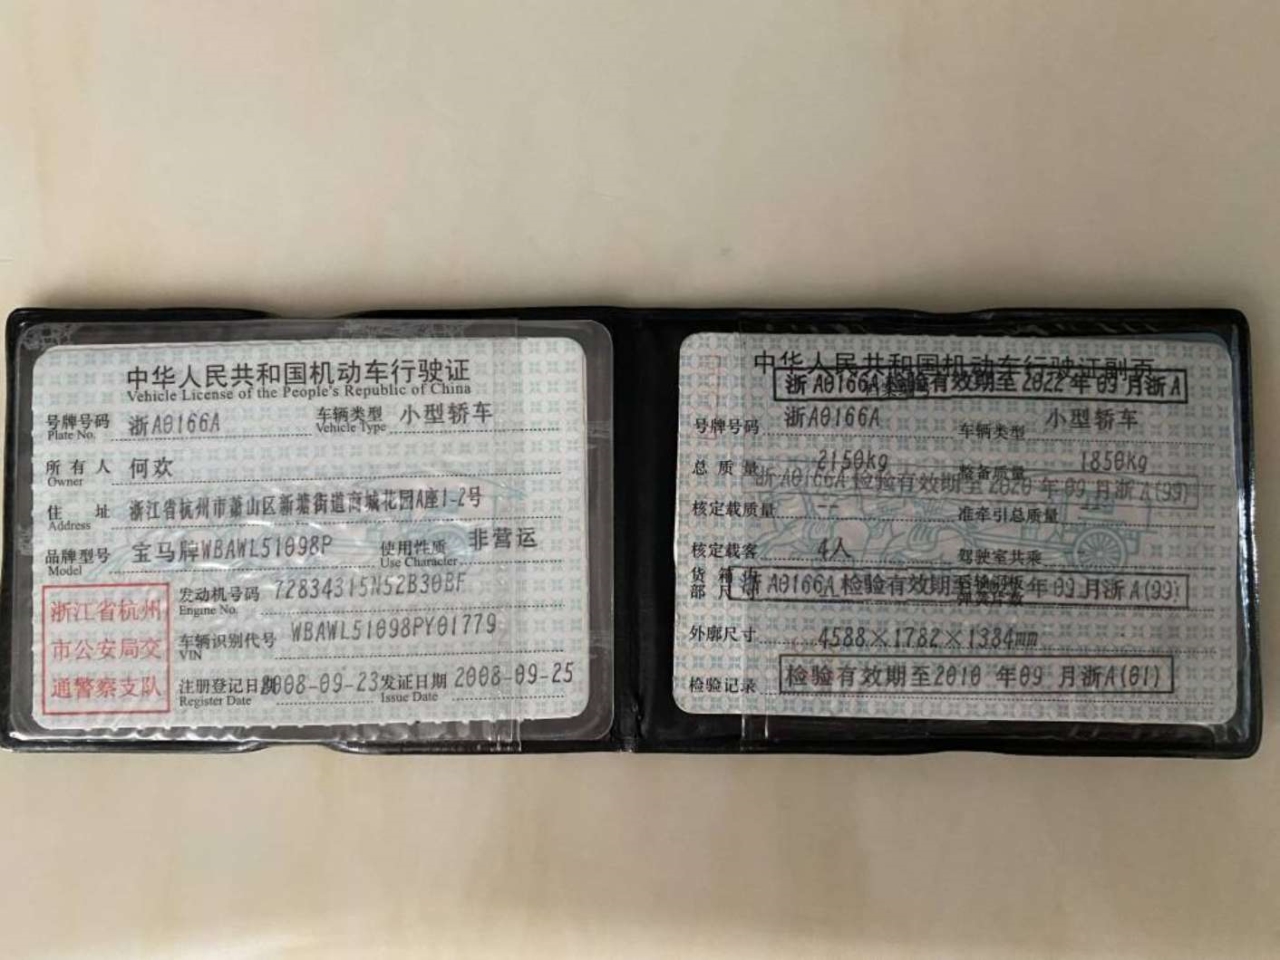 中华人民共和国机动车行驶证
Vehicle License of the People's Republic of China
号牌号码 浙A0166A 车辆类型 小型轿车
Plate No. Vehicle Type
所有人 何欢
Owner
住址 浙江省杭州市萧山区新塘街道商城花园A座1-2号
Address
品牌型号 宝马牌WBAWL51098P 使用性质 非营运
Model Use Character
浙江省杭州
市公安局交
通警察支队
发动机号码 72834315N52B30BF
Engine No.
车辆识别代号 WBAWL51098PY01779
VIN
注册登记日期 2008-09-23 发证日期 2008-09-25
Register Date Issue Date
中华人民共和国机动车行驶证副页
浙A0166A 检验有效期至2022年09月浙A
号牌号码 浙A0166A 车辆类型 小型轿车
总质量 2150kg 整备质量 1850kg
浙A0166A 检验有效期至2020年09月浙A(99)
核定载质量 -- 准牵引总质量 --
核定载客 4人 驾驶室共乘 --
浙A0166A 检验有效期至 年09月浙A(99)
外廓尺寸 4588×1782×1384mm
检验记录 检验有效期至2010 年09 月浙A(01)